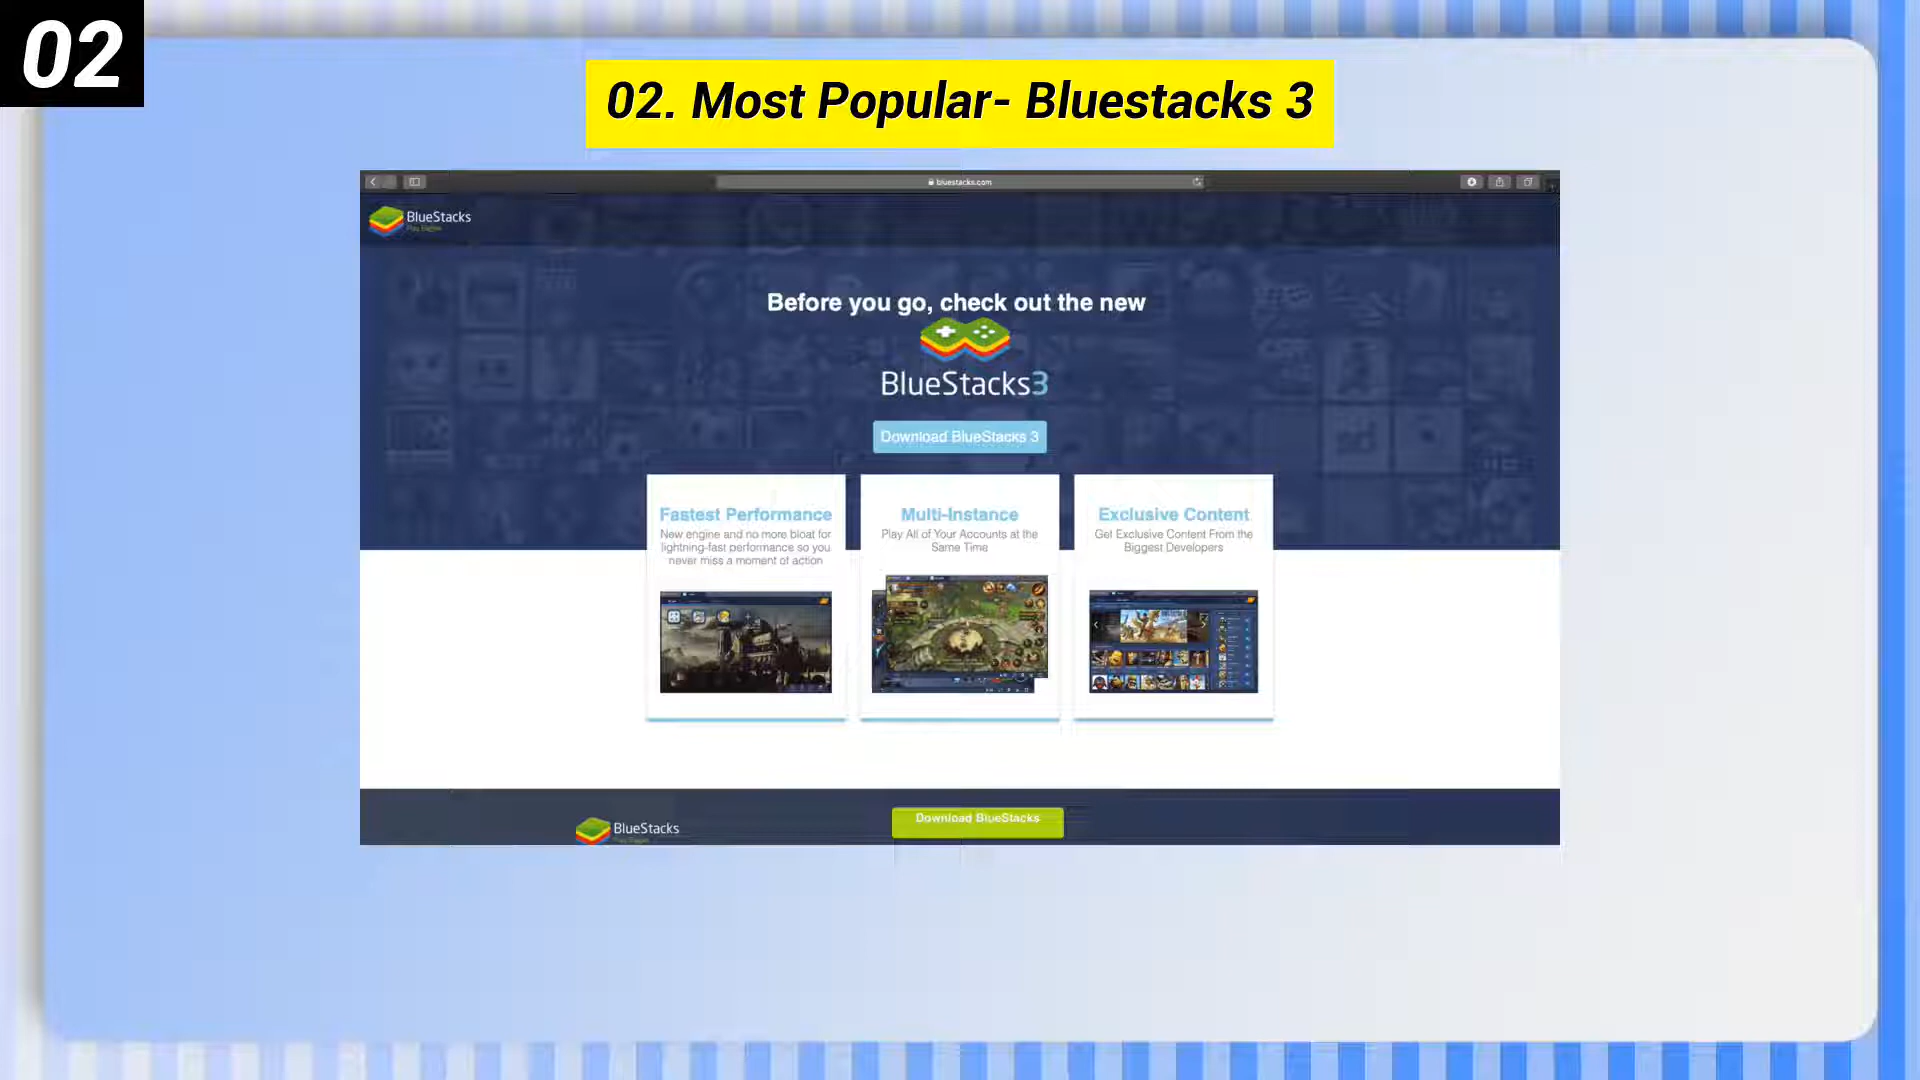 02
02. Most Popular- Bluestacks 3
bluestacks.com
BlueStacks
Play Bigger
Before you go, check out the new
BlueStacks3
Download BlueStacks 3
Fastest Performance
New engine and no more bloat for
lightning-fast performance so you
never miss a moment of action
Multi-Instance
Play All of Your Accounts at the
Same Time
Exclusive Content
Get Exclusive Content From the
Biggest Developers
BlueStacks
Download BlueStacks